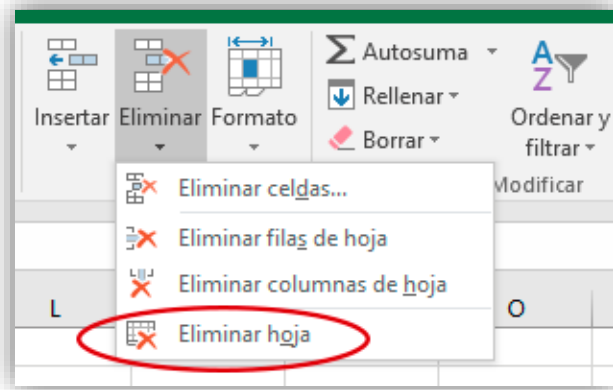 Insertar Eliminar Formato
Autosuma
Rellenar
Borrar
Ordenar y
filtrar
Modificar
Eliminar celdas...
Eliminar filas de hoja
Eliminar columnas de hoja
Eliminar hoja
L
O